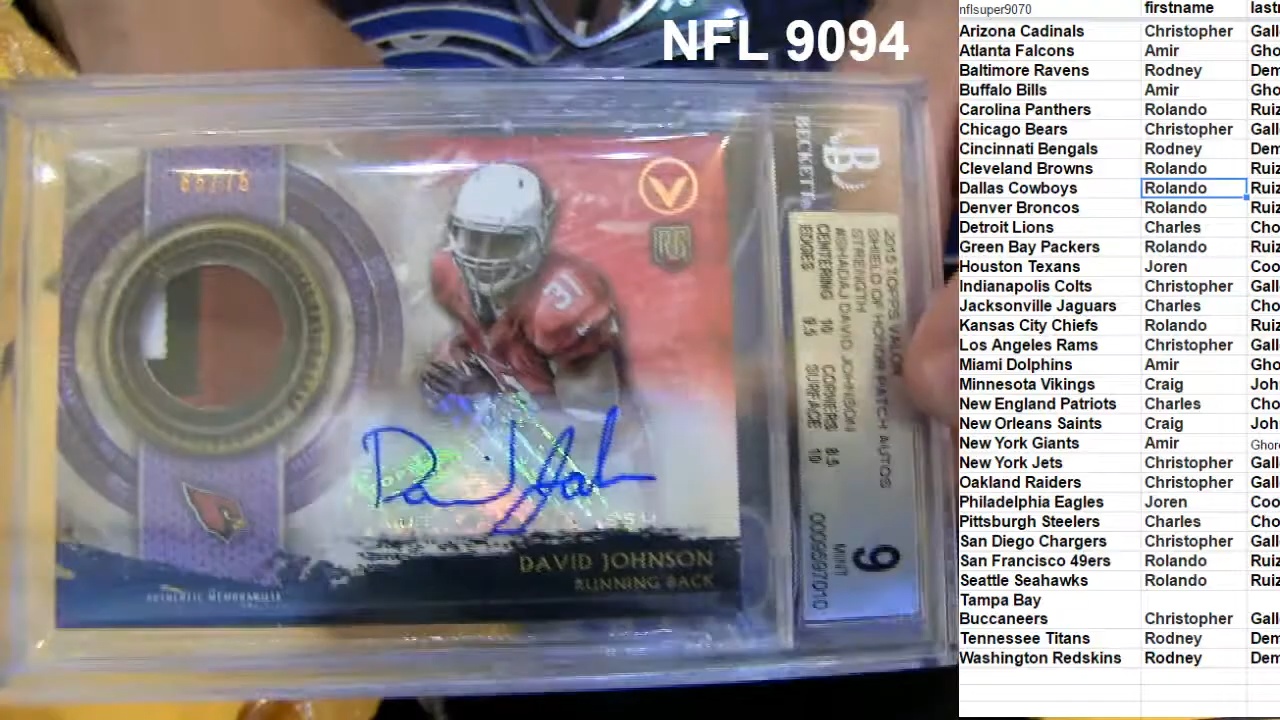 NFL 9094
V
RC
31
David Johnson
DAVID JOHNSON
RUNNING BACK
AUTHENTIC MEMORABILIA
BECKETT
2015 TOPPS VALOR
SHIELD OF HONOR PATCH AUTOS
STRENGTH
#SHADAJ DAVID JOHNSON
CENTERING 10 CORNERS 8.5
EDGES 9.5 SURFACE 10
9
MINT
nflsuper9070 firstname
Arizona Cadinals Christopher
Atlanta Falcons Amir
Baltimore Ravens Rodney
Buffalo Bills Amir
Carolina Panthers Rolando
Chicago Bears Christopher
Cincinnati Bengals Rodney
Cleveland Browns Rolando
Dallas Cowboys Rolando
Denver Broncos Rolando
Detroit Lions Charles
Green Bay Packers Rolando
Houston Texans Joren
Indianapolis Colts Christopher
Jacksonville Jaguars Charles
Kansas City Chiefs Rolando
Los Angeles Rams Christopher
Miami Dolphins Amir
Minnesota Vikings Craig
New England Patriots Charles
New Orleans Saints Craig
New York Giants Amir
New York Jets Christopher
Oakland Raiders Christopher
Philadelphia Eagles Joren
Pittsburgh Steelers Charles
San Diego Chargers Christopher
San Francisco 49ers Rolando
Seattle Seahawks Rolando
Tampa Bay
Buccaneers Christopher
Tennessee Titans Rodney
Washington Redskins Rodney